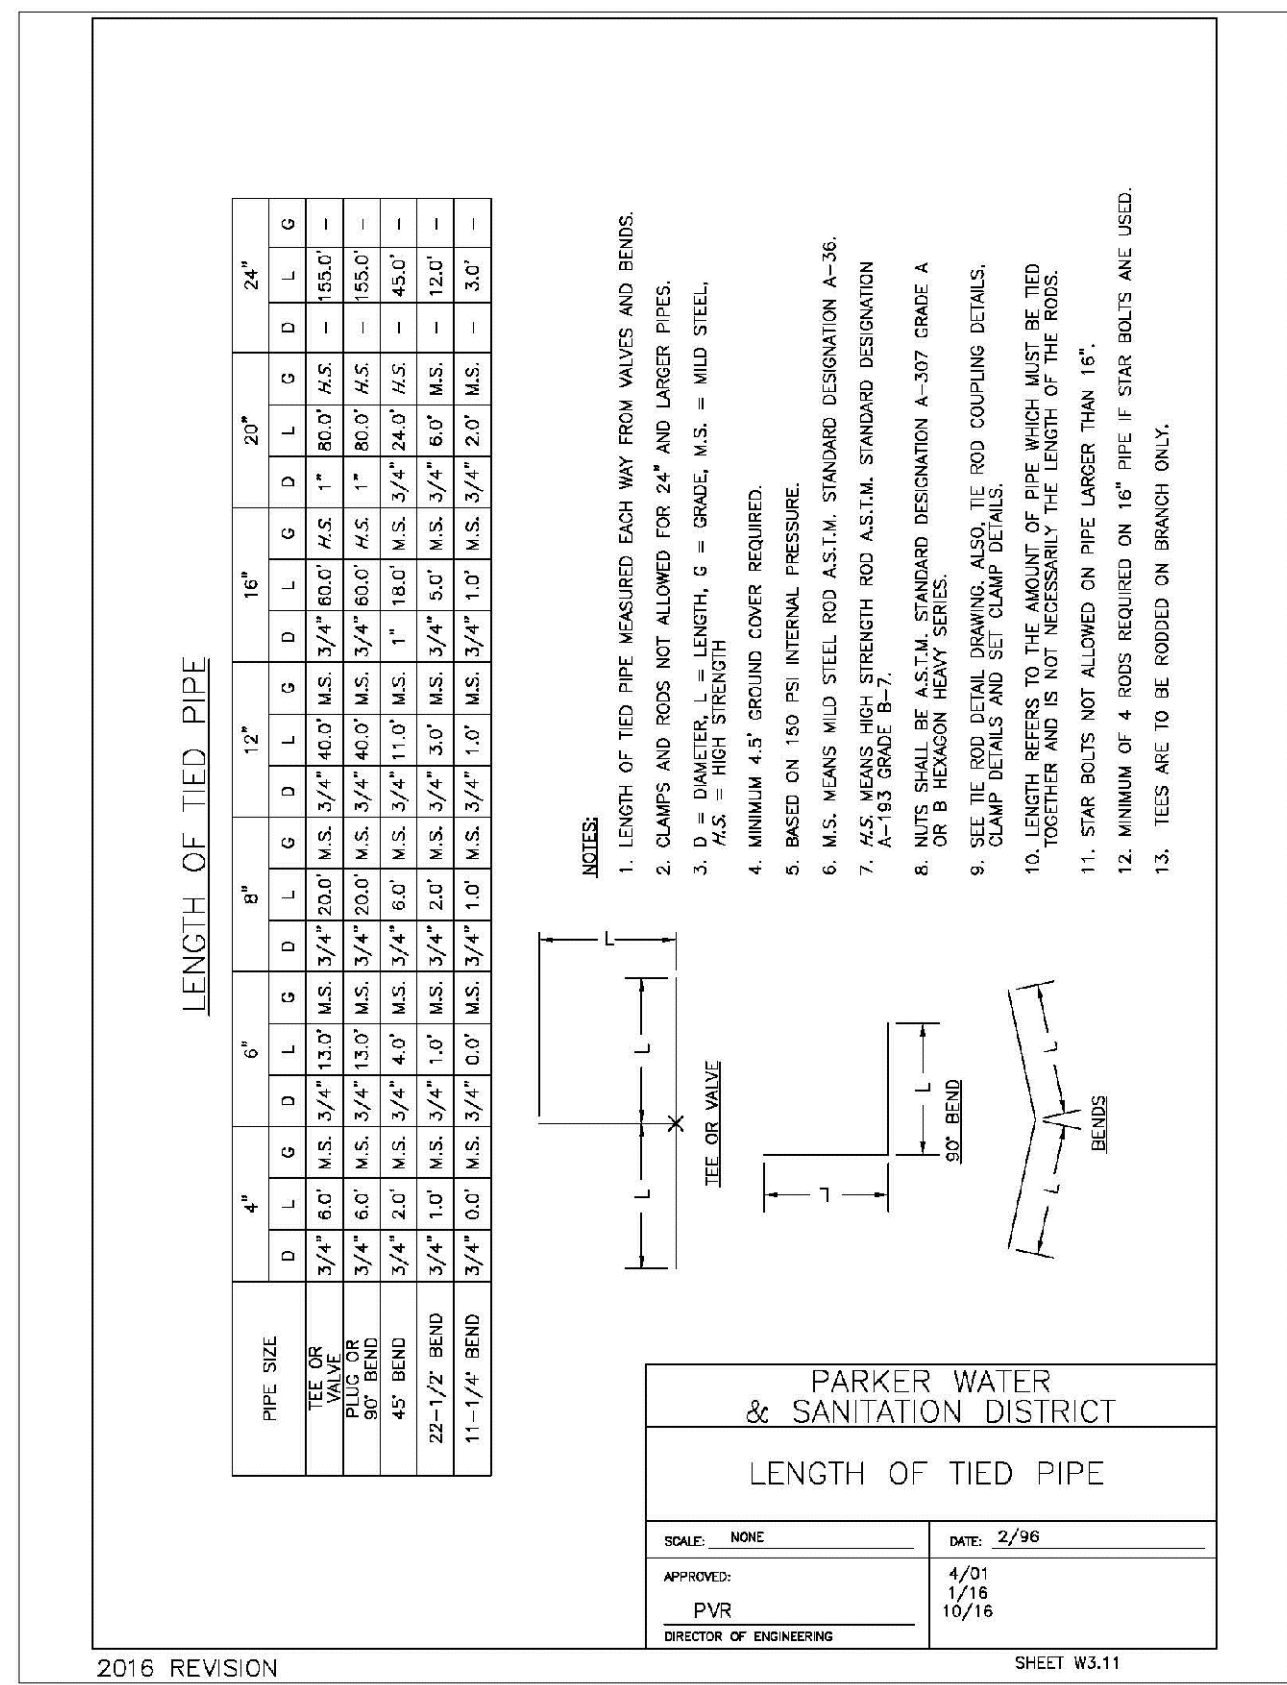 LENGTH OF TIED PIPE
PIPE SIZE 4" 6" 8" 12" 16" 20" 24"
D L G D L G D L G D L G D L G D L G D L G
TEE OR VALVE 3/4" 6.0' M.S. 3/4" 13.0' M.S. 3/4" 20.0' M.S. 3/4" 40.0' M.S. 3/4" 60.0' H.S. 1" 80.0' H.S. – 155.0' –
PLUG OR 90° BEND 3/4" 6.0' M.S. 3/4" 13.0' M.S. 3/4" 20.0' M.S. 3/4" 40.0' M.S. 3/4" 60.0' H.S. 1" 80.0' H.S. – 155.0' –
45° BEND 3/4" 2.0' M.S. 3/4" 4.0' M.S. 3/4" 6.0' M.S. 3/4" 11.0' M.S. 1" 18.0' M.S. 3/4" 24.0' H.S. – 45.0' –
22-1/2° BEND 3/4" 1.0' M.S. 3/4" 1.0' M.S. 3/4" 2.0' M.S. 3/4" 3.0' M.S. 3/4" 5.0' M.S. 3/4" 6.0' M.S. – 12.0' –
11-1/4° BEND 3/4" 0.0' M.S. 3/4" 0.0' M.S. 3/4" 1.0' M.S. 3/4" 1.0' M.S. 3/4" 1.0' M.S. 3/4" 2.0' M.S. – 3.0' –
L
L L
TEE OR VALVE
L
L
90° BEND
L L
BENDS
NOTES:
1. LENGTH OF TIED PIPE MEASURED EACH WAY FROM VALVES AND BENDS.
2. CLAMPS AND RODS NOT ALLOWED FOR 24" AND LARGER PIPES.
3. D = DIAMETER, L = LENGTH, G = GRADE, M.S. = MILD STEEL,
H.S. = HIGH STRENGTH
4. MINIMUM 4.5' GROUND COVER REQUIRED.
5. BASED ON 150 PSI INTERNAL PRESSURE.
6. M.S. MEANS MILD STEEL ROD A.S.T.M. STANDARD DESIGNATION A-36.
7. H.S. MEANS HIGH STRENGTH ROD A.S.T.M. STANDARD DESIGNATION
A-193 GRADE B-7.
8. NUTS SHALL BE A.S.T.M. STANDARD DESIGNATION A-307 GRADE A
OR B HEXAGON HEAVY SERIES.
9. SEE TIE ROD DETAIL DRAWING. ALSO, TIE ROD COUPLING DETAILS.
CLAMP DETAILS AND SET CLAMP DETAILS.
10. LENGTH REFERS TO THE AMOUNT OF PIPE WHICH MUST BE TIED
TOGETHER AND IS NOT NECESSARILY THE LENGTH OF THE RODS.
11. STAR BOLTS NOT ALLOWED ON PIPE LARGER THAN 16".
12. MINIMUM OF 4 RODS REQUIRED ON 16" PIPE IF STAR BOLTS ANE USED.
13. TEES ARE TO BE RODDED ON BRANCH ONLY.
PARKER WATER
& SANITATION DISTRICT
LENGTH OF TIED PIPE
SCALE: NONE
DATE: 2/96
APPROVED:
PVR
DIRECTOR OF ENGINEERING
4/01
1/16
10/16
2016 REVISION
SHEET W3.11